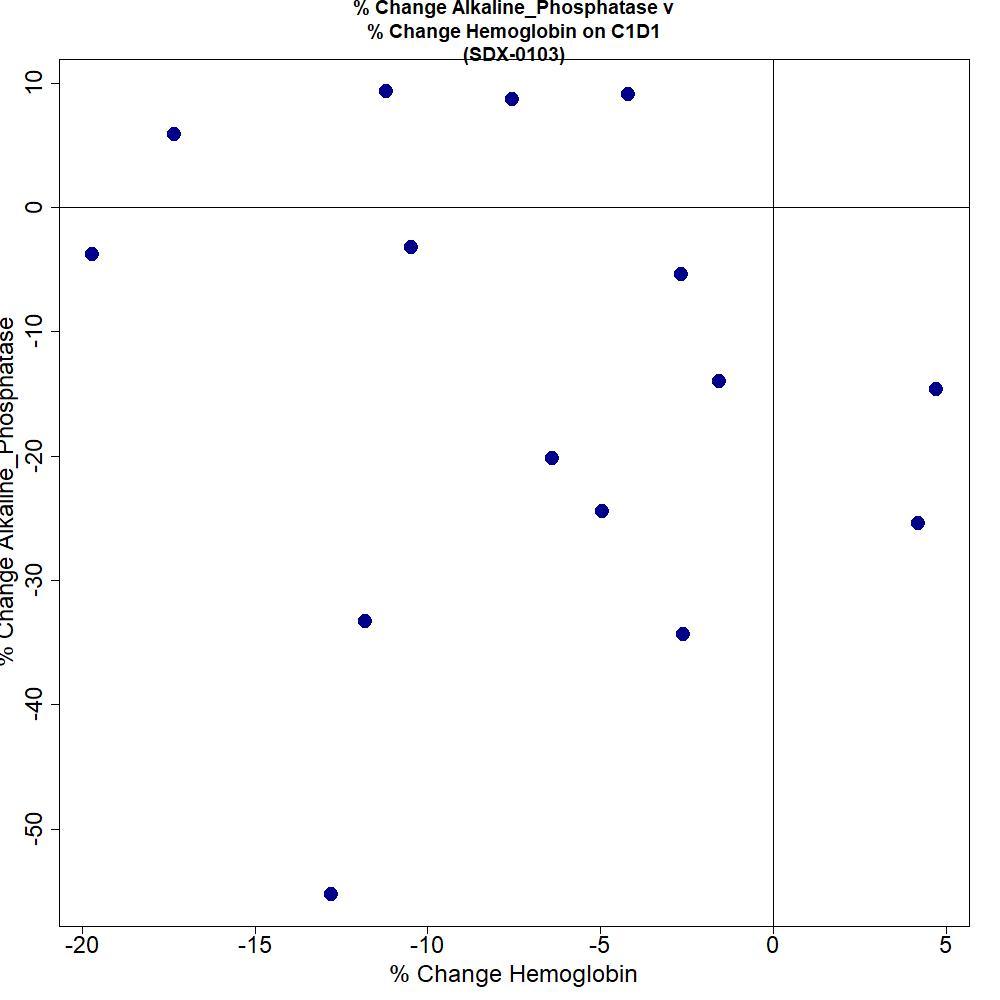 % Change Alkaline_Phosphatase v
% Change Hemoglobin on C1D1
(SDX-0103)
% Change Alkaline_Phosphatase
10
0
-10
-20
-30
-40
-50
-20 -15 -10 -5 0 5
% Change Hemoglobin